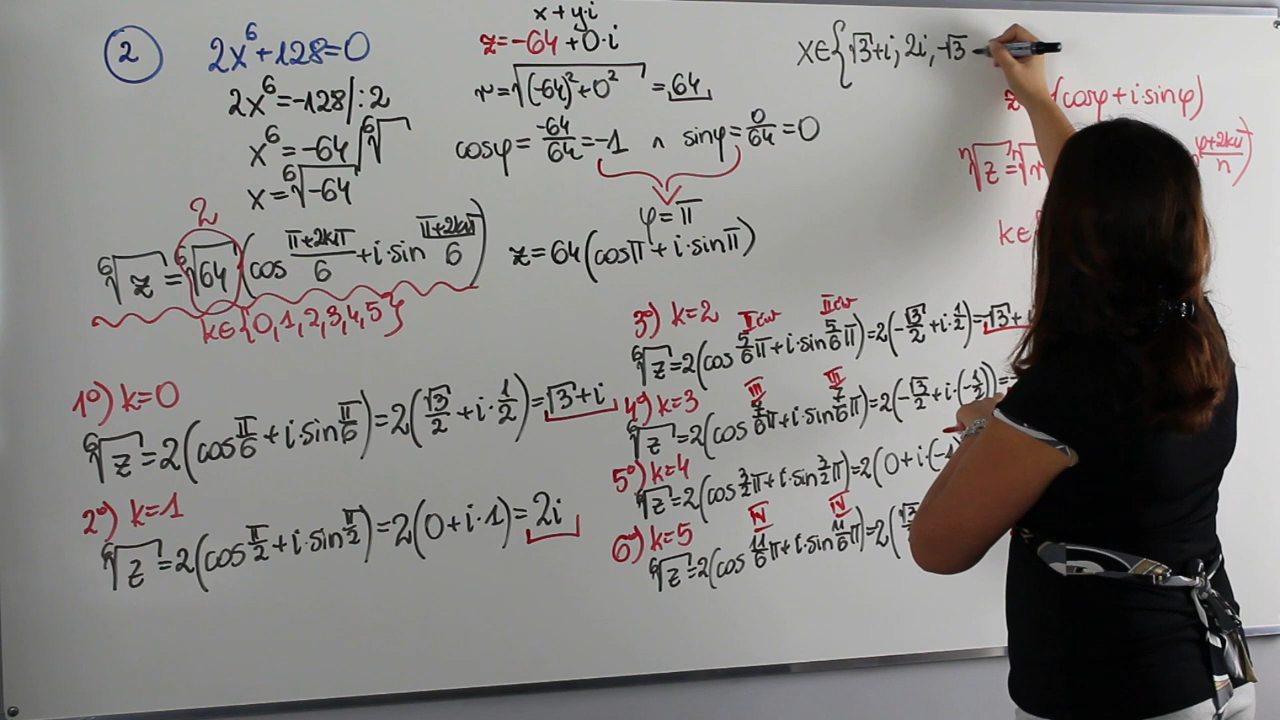 2
2x⁶+128=0
2x⁶=-128/:2
x⁶=-64/⁶√
x=⁶√-64
2
⁶√z=⁶√64(cos (π+2kπ)/6+i·sin (π+2kπ)/6)
k∈{0,1,2,3,4,5}
x+y·i
z=-64+0·i
r=√((-64)²+0²)=64
cosφ=-64/64=-1 ∧ sinφ=0/64=0
φ=π
z=64(cosπ+i·sinπ)
x∈{√3+i; 2i, -√3
(cosφ+i·sinφ)
ⁿ√z=ⁿ√
φ+2kπ/n)
k∈
1°) k=0
⁶√z=2(cos π/6+i·sin π/6)=2(√3/2+i·1/2)=√3+i
2°) k=1
⁶√z=2(cos π/2+i·sin π/2)=2(0+i·1)=2i
3°) k=2
II ćw II ćw
⁶√z=2(cos 5/6π+i·sin 5/6π)=2(-√3/2+i·1/2)=-√3+i
4°) k=3
III III
⁶√z=2(cos 7/6π+i·sin 7/6π)=2(-√3/2+i·(-1/2))=-
5°) k=4
⁶√z=2(cos 3/2π+i·sin 3/2π)=2(0+i·(-1
6°) k=5
IV IV
⁶√z=2(cos 11/6π+i·sin 11/6π)=2(√3/2